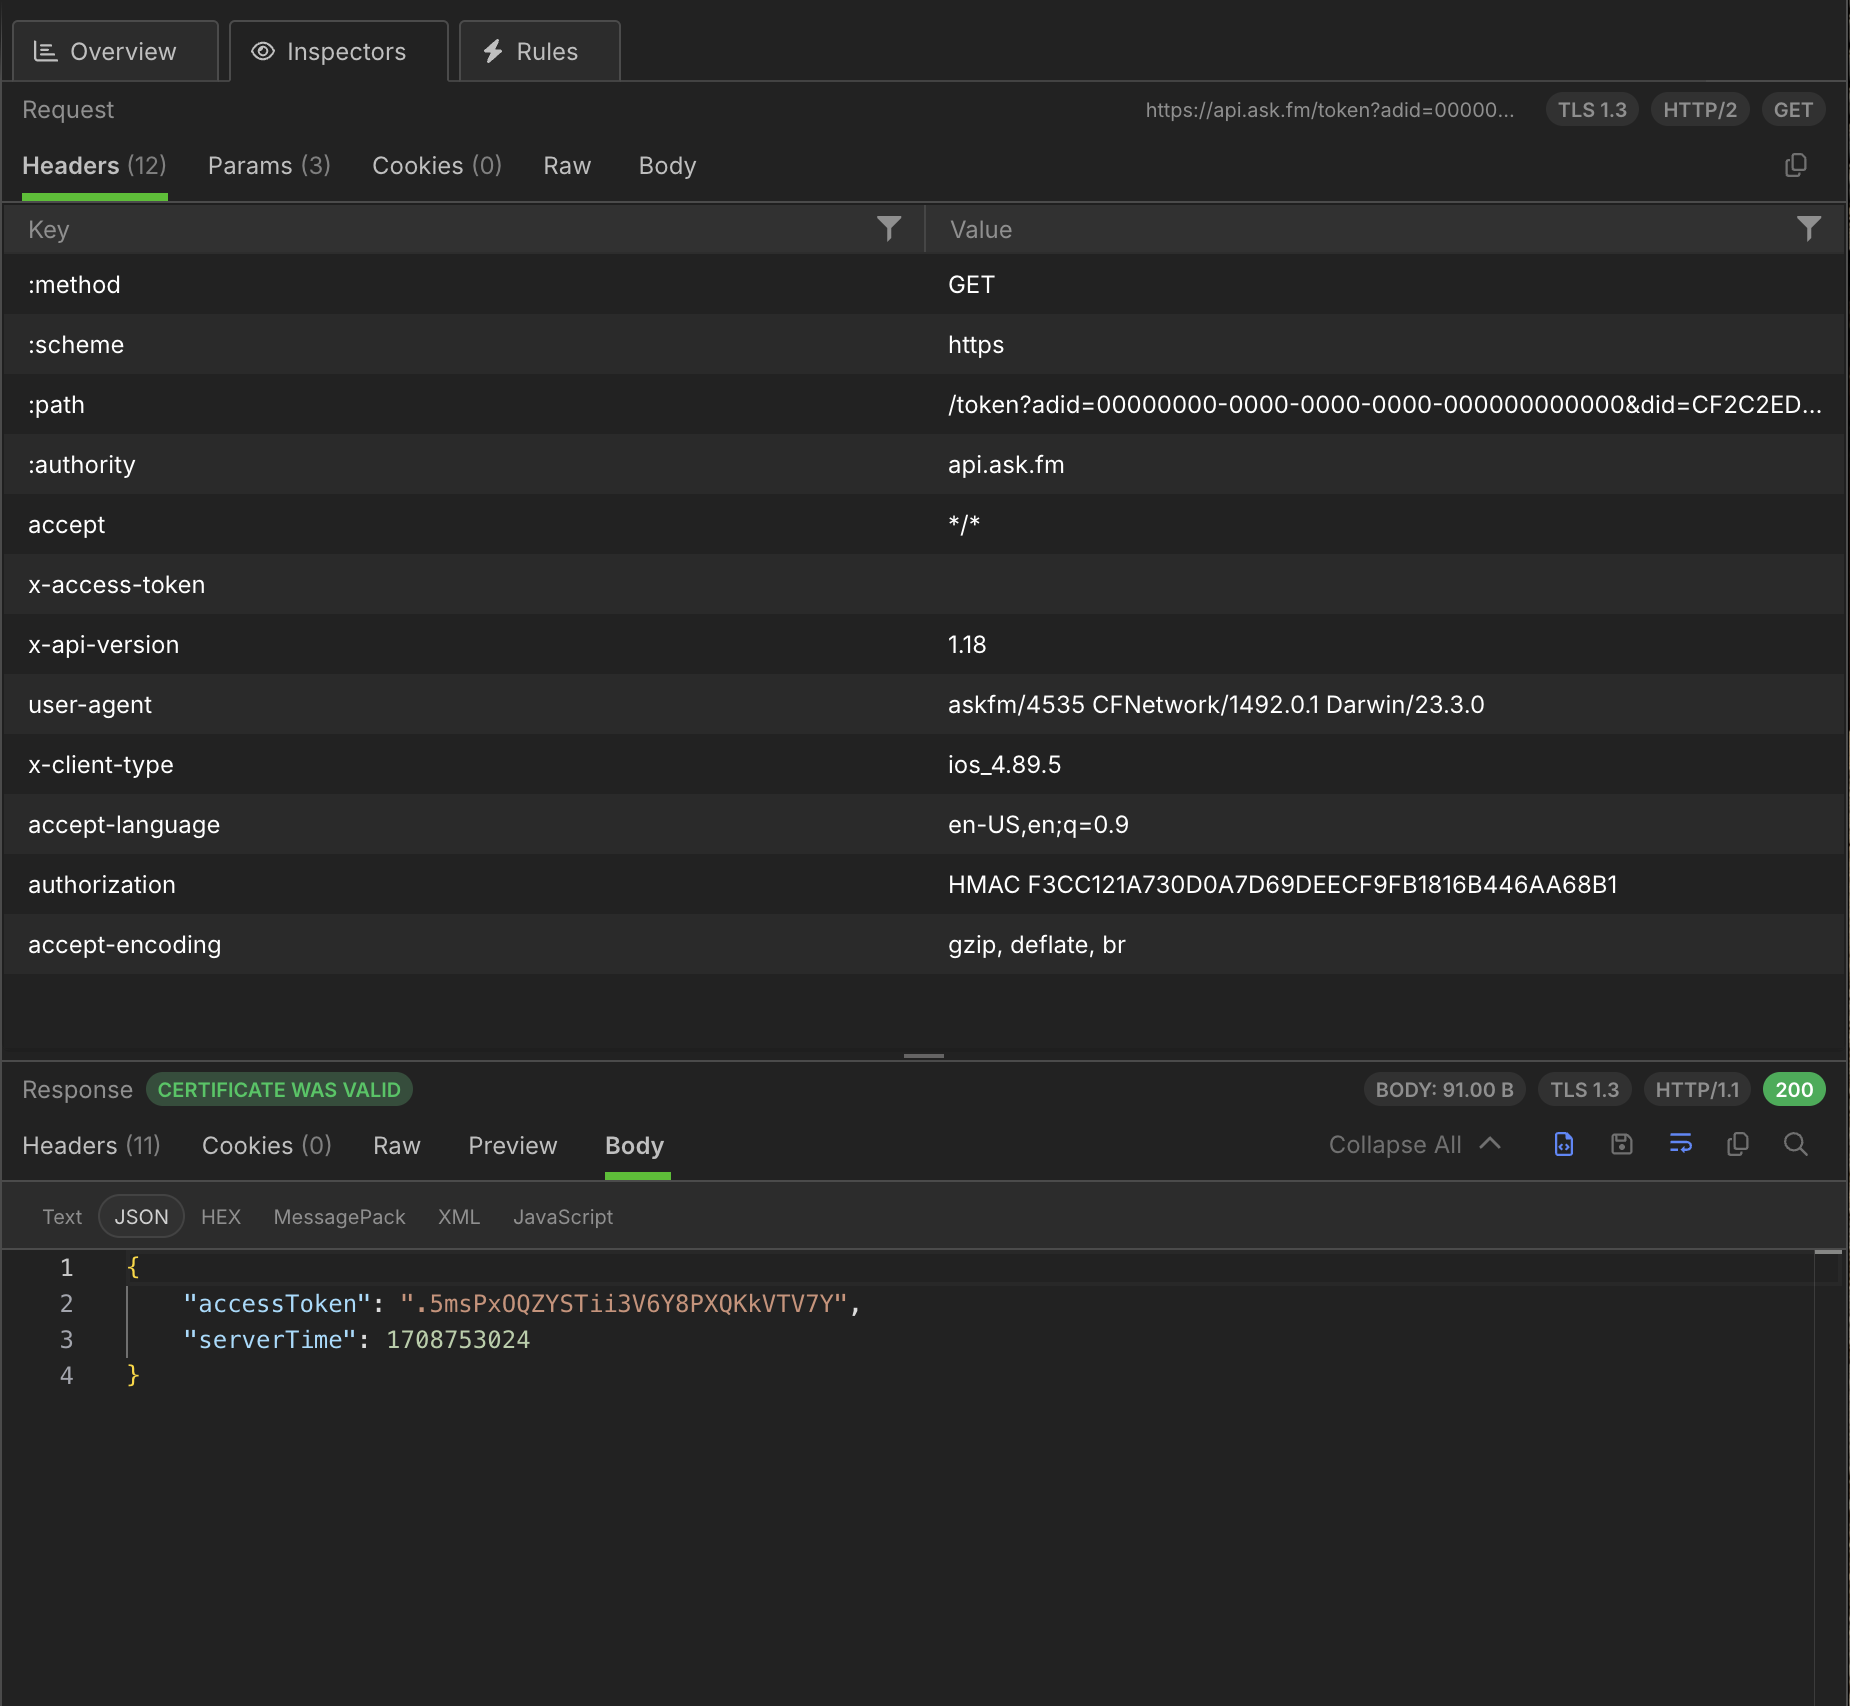 Overview Inspectors Rules
Request https://api.ask.fm/token?adid=00000... TLS 1.3 HTTP/2 GET
Headers (12) Params (3) Cookies (0) Raw Body
Key Value
:method GET
:scheme https
:path /token?adid=00000000-0000-0000-0000-000000000000&did=CF2C2ED...
:authority api.ask.fm
accept */*
x-access-token
x-api-version 1.18
user-agent askfm/4535 CFNetwork/1492.0.1 Darwin/23.3.0
x-client-type ios_4.89.5
accept-language en-US,en;q=0.9
authorization HMAC F3CC121A730D0A7D69DEECF9FB1816B446AA68B1
accept-encoding gzip, deflate, br
Response CERTIFICATE WAS VALID BODY: 91.00 B TLS 1.3 HTTP/1.1 200
Headers (11) Cookies (0) Raw Preview Body Collapse All
Text JSON HEX MessagePack XML JavaScript
1 {
2 "accessToken": ".5msPxOQZYSTii3V6Y8PXQKkVTV7Y",
3 "serverTime": 1708753024
4 }